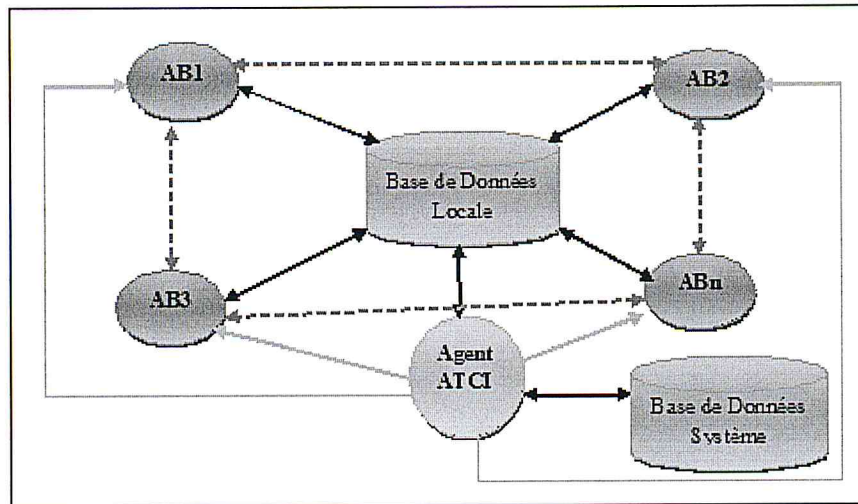 AB1
AB2
Base de Données
Locale
AB3
ABn
Agent
ATCI
Base de Données
Système